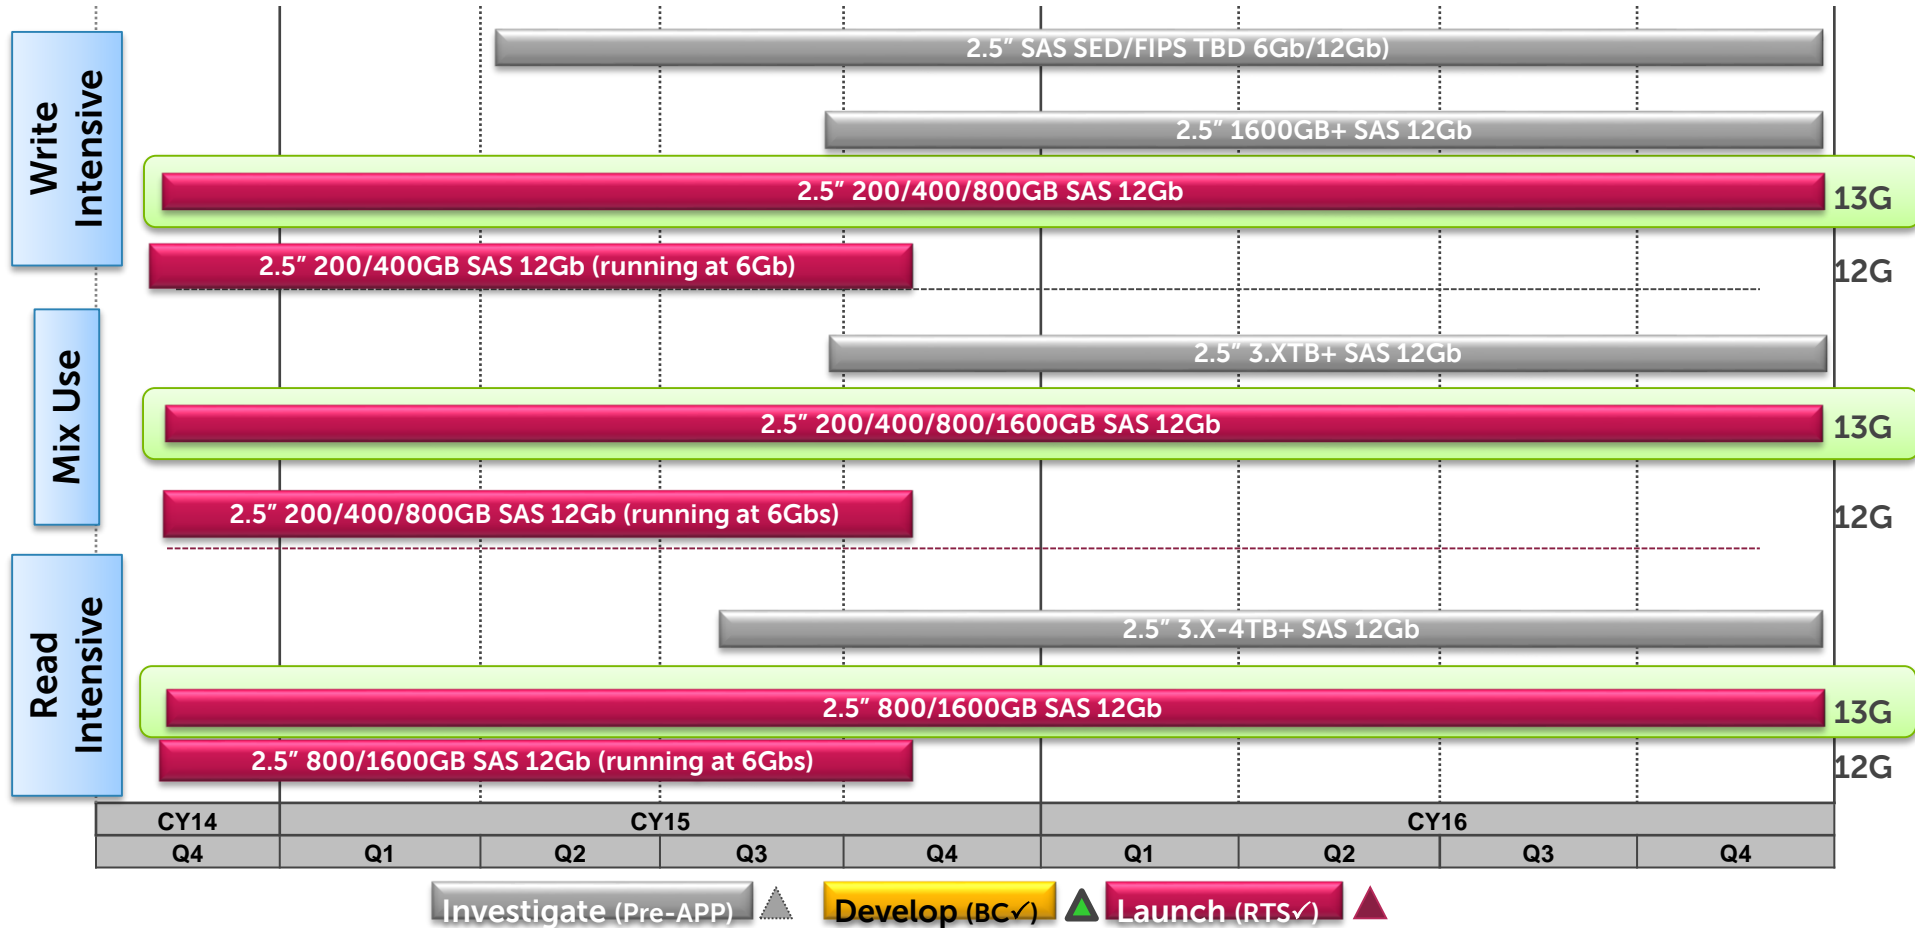 Write
Intensive
2.5″ SAS SED/FIPS TBD 6Gb/12Gb)
2.5″ 1600GB+ SAS 12Gb
2.5″ 200/400/800GB SAS 12Gb
13G
2.5″ 200/400GB SAS 12Gb (running at 6Gb)
12G
Mix Use
2.5″ 3.XTB+ SAS 12Gb
2.5″ 200/400/800/1600GB SAS 12Gb
13G
2.5″ 200/400/800GB SAS 12Gb (running at 6Gbs)
12G
Read
Intensive
2.5″ 3.X-4TB+ SAS 12Gb
2.5″ 800/1600GB SAS 12Gb
13G
2.5″ 800/1600GB SAS 12Gb (running at 6Gbs)
12G
CY14 CY15 CY16
Q4 Q1 Q2 Q3 Q4 Q1 Q2 Q3 Q4
Investigate (Pre-APP) Develop (BC✓) Launch (RTS✓)